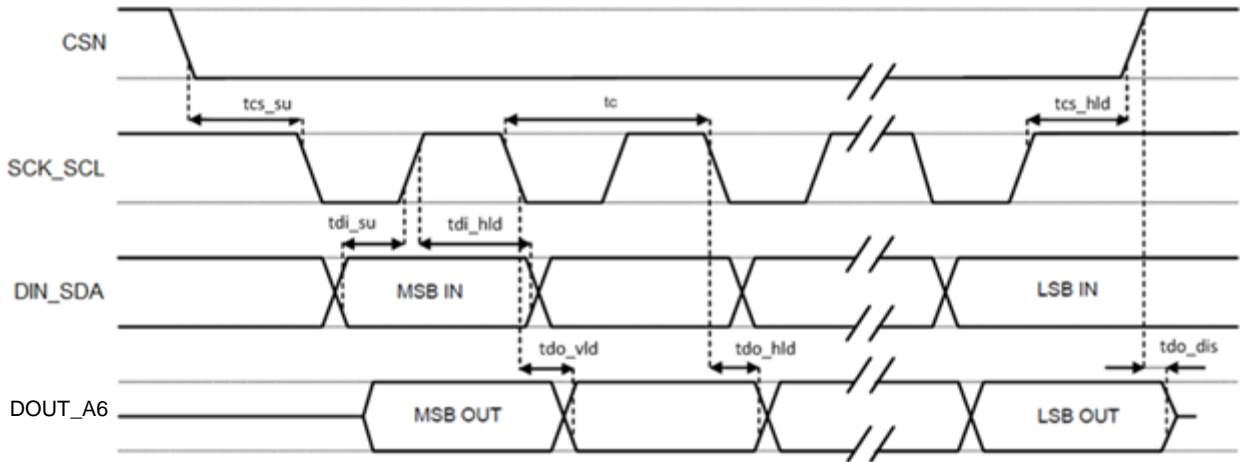 CSN
tcs_su
tc
tcs_hld
SCK_SCL
tdi_su
tdi_hld
DIN_SDA
MSB IN
LSB IN
tdo_vld
tdo_hld
tdo_dis
DOUT_A6
MSB OUT
LSB OUT